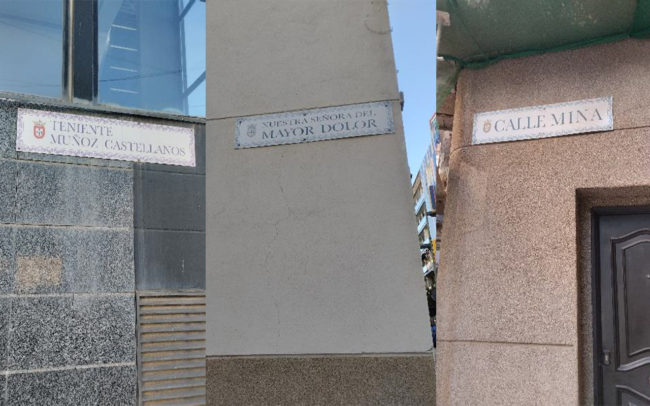 TENIENTE
MUÑOZ CASTELLANOS
NUESTRA SEÑORA DEL
MAYOR DOLOR
CALLE MINA